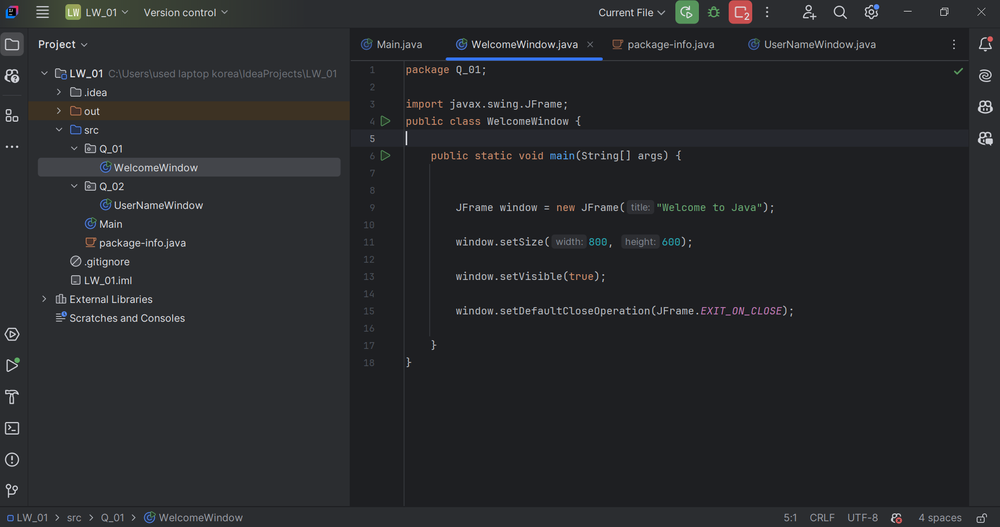 LW LW_01 Version control Current File 2
Project
LW_01 C:\Users\used laptop korea\IdeaProjects\LW_01
.idea
out
src
Q_01
WelcomeWindow
Q_02
UserNameWindow
Main
package-info.java
.gitignore
LW_01.iml
External Libraries
Scratches and Consoles
Main.java WelcomeWindow.java package-info.java UserNameWindow.java
1 package Q_01;
2
3 import javax.swing.JFrame;
4 public class WelcomeWindow {
5
6 public static void main(String[] args) {
7
8
9 JFrame window = new JFrame( title: "Welcome to Java");
10
11 window.setSize( width: 800, height: 600);
12
13 window.setVisible(true);
14
15 window.setDefaultCloseOperation(JFrame.EXIT_ON_CLOSE);
16
17 }
18 }
LW_01 > src > Q_01 > WelcomeWindow 5:1 CRLF UTF-8 4 spaces